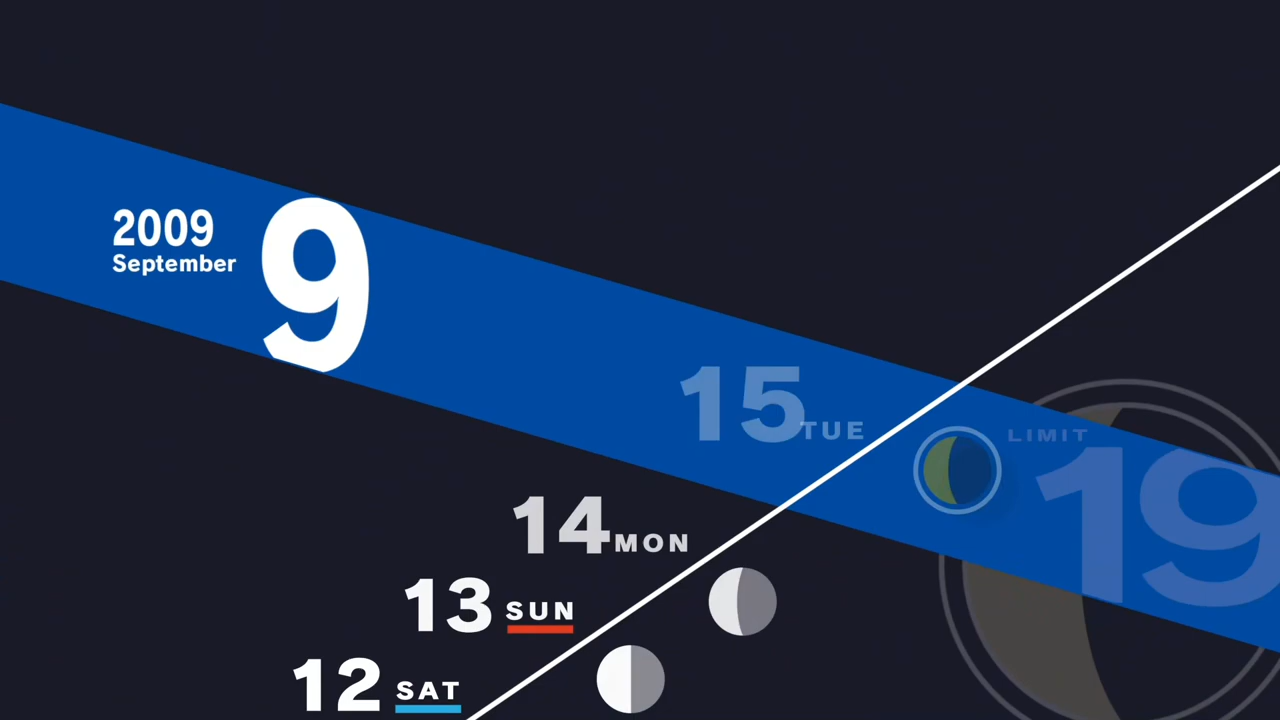 2009
September
9
15 TUE
LIMIT
19
14 MON
13 SUN
12 SAT